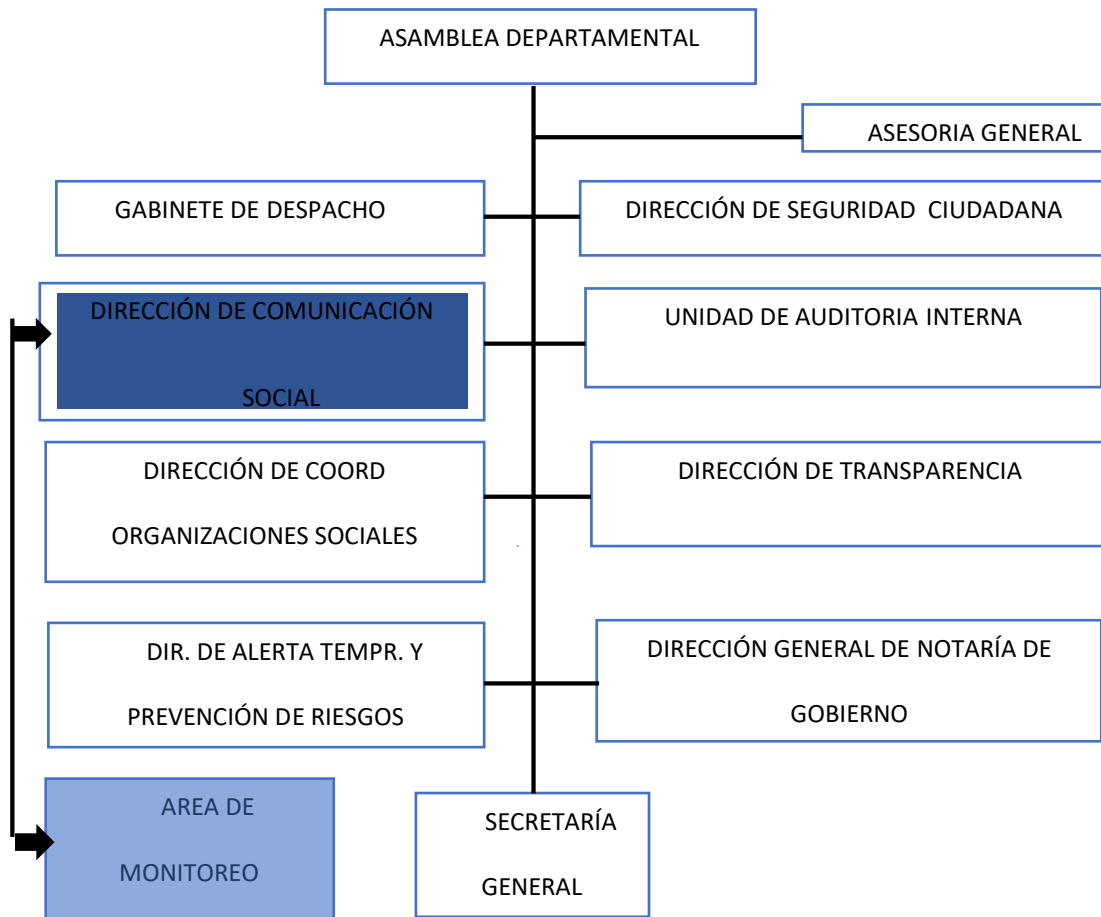 ASAMBLEA DEPARTAMENTAL
ASESORIA GENERAL
GABINETE DE DESPACHO
DIRECCIÓN DE SEGURIDAD CIUDADANA
DIRECCIÓN DE COMUNICACIÓN
SOCIAL
UNIDAD DE AUDITORIA INTERNA
DIRECCIÓN DE COORD
ORGANIZACIONES SOCIALES
DIRECCIÓN DE TRANSPARENCIA
DIR. DE ALERTA TEMPR. Y
PREVENCIÓN DE RIESGOS
DIRECCIÓN GENERAL DE NOTARÍA DE
GOBIERNO
AREA DE
MONITOREO
SECRETARÍA
GENERAL